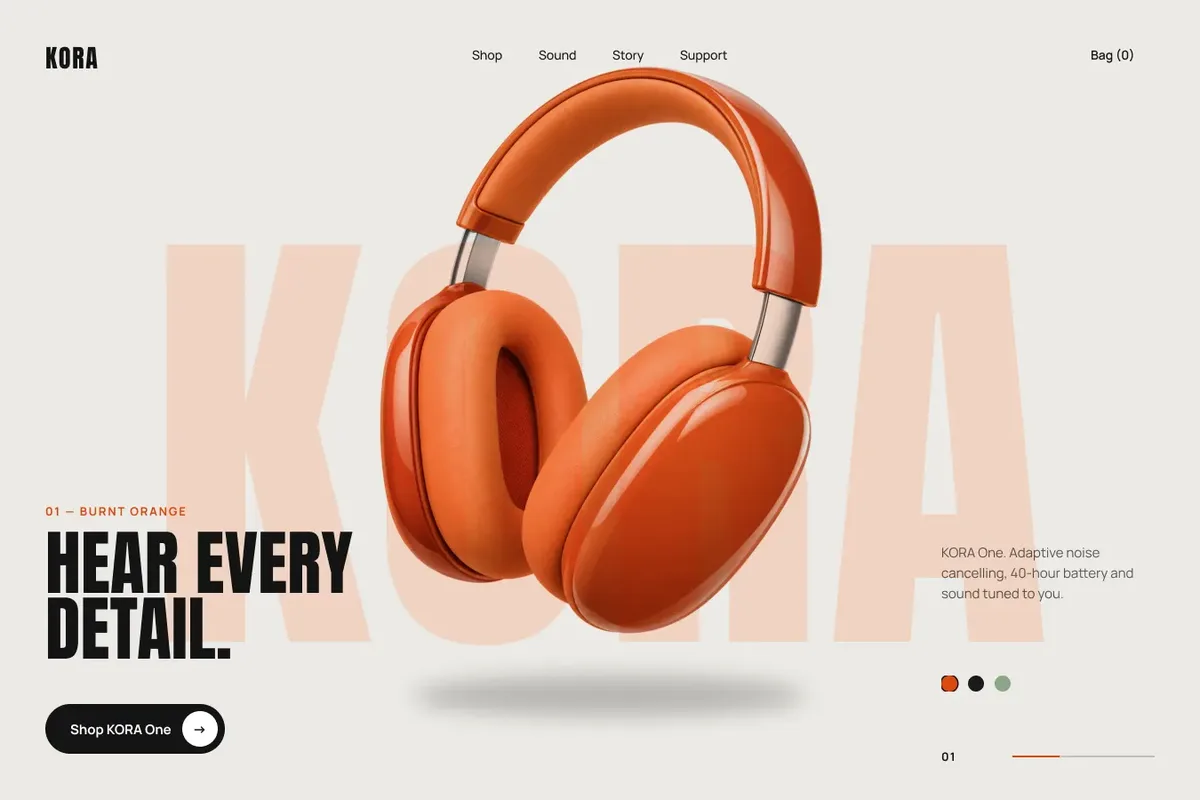 KORA
Shop Sound Story Support
Bag (0)
KORA
01 — BURNT ORANGE
HEAR EVERY
DETAIL.
Shop KORA One →
KORA One. Adaptive noise
cancelling, 40-hour battery and
sound tuned to you.
01